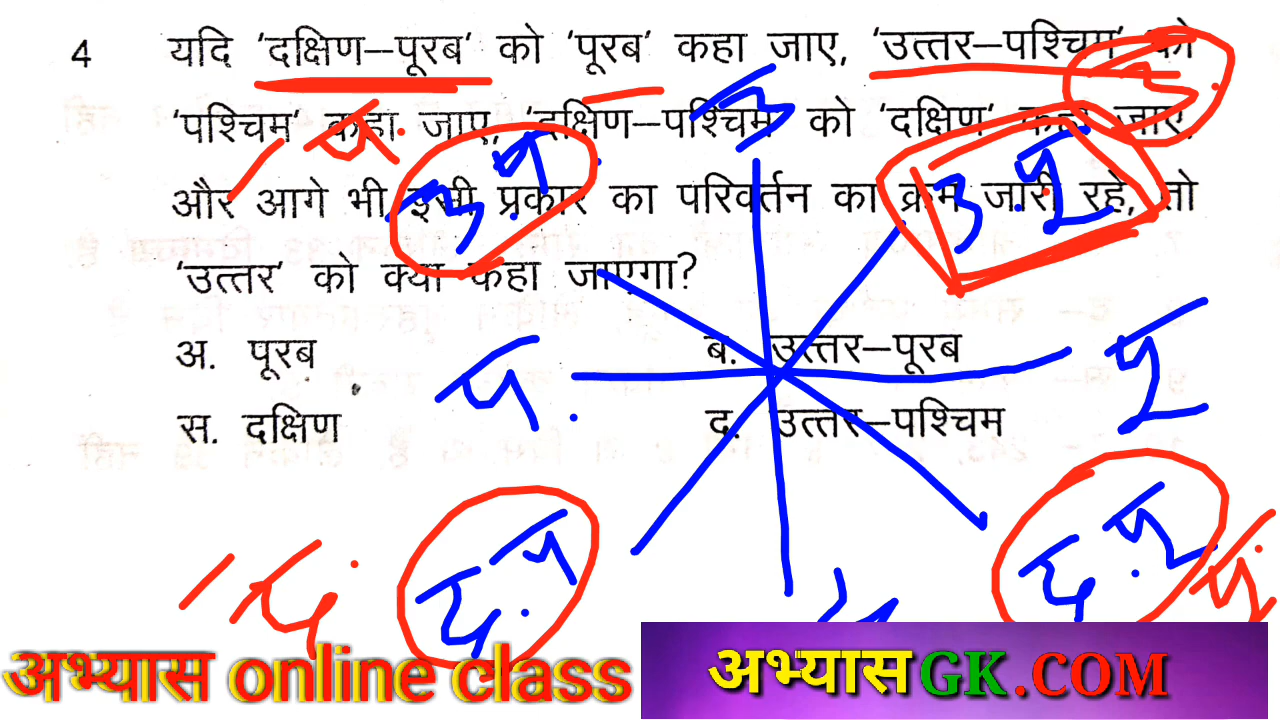 4 यदि 'दक्षिण–पूरब' को 'पूरब' कहा जाए, 'उत्तर–पश्चिम' को
'पश्चिम' कहा जाए, 'दक्षिण–पश्चिम को 'दक्षिण' कहा जाए,
और आगे भी इसी प्रकार का परिवर्तन का क्रम जारी रहे, तो
'उत्तर' को क्या कहा जाएगा?
अ. पूरब ब. उत्तर–पूरब
स. दक्षिण द. उत्तर–पश्चिम
उ
प.
उ.प
उ.पू
उ
प.
पू
द.
द.प
द.पू
पू.
अभ्यास online class
अभ्यास GK.COM